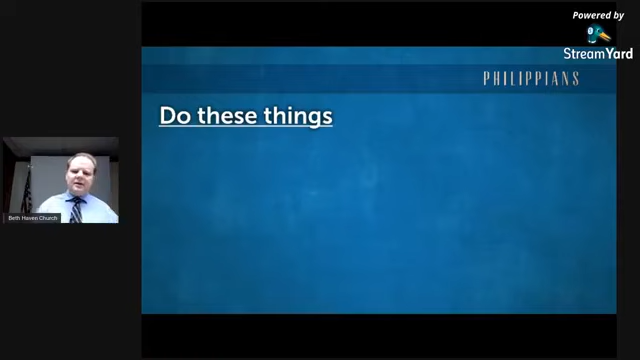 Powered by
StreamYard
PHILIPPIANS
Do these things
Beth Haven Church